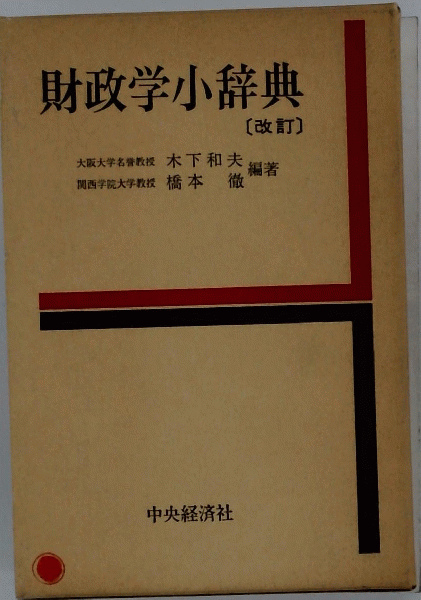 財政学小辞典
〔改訂〕
大阪大学名誉教授 木下和夫
関西学院大学教授 橋本 徹
編著
中央経済社